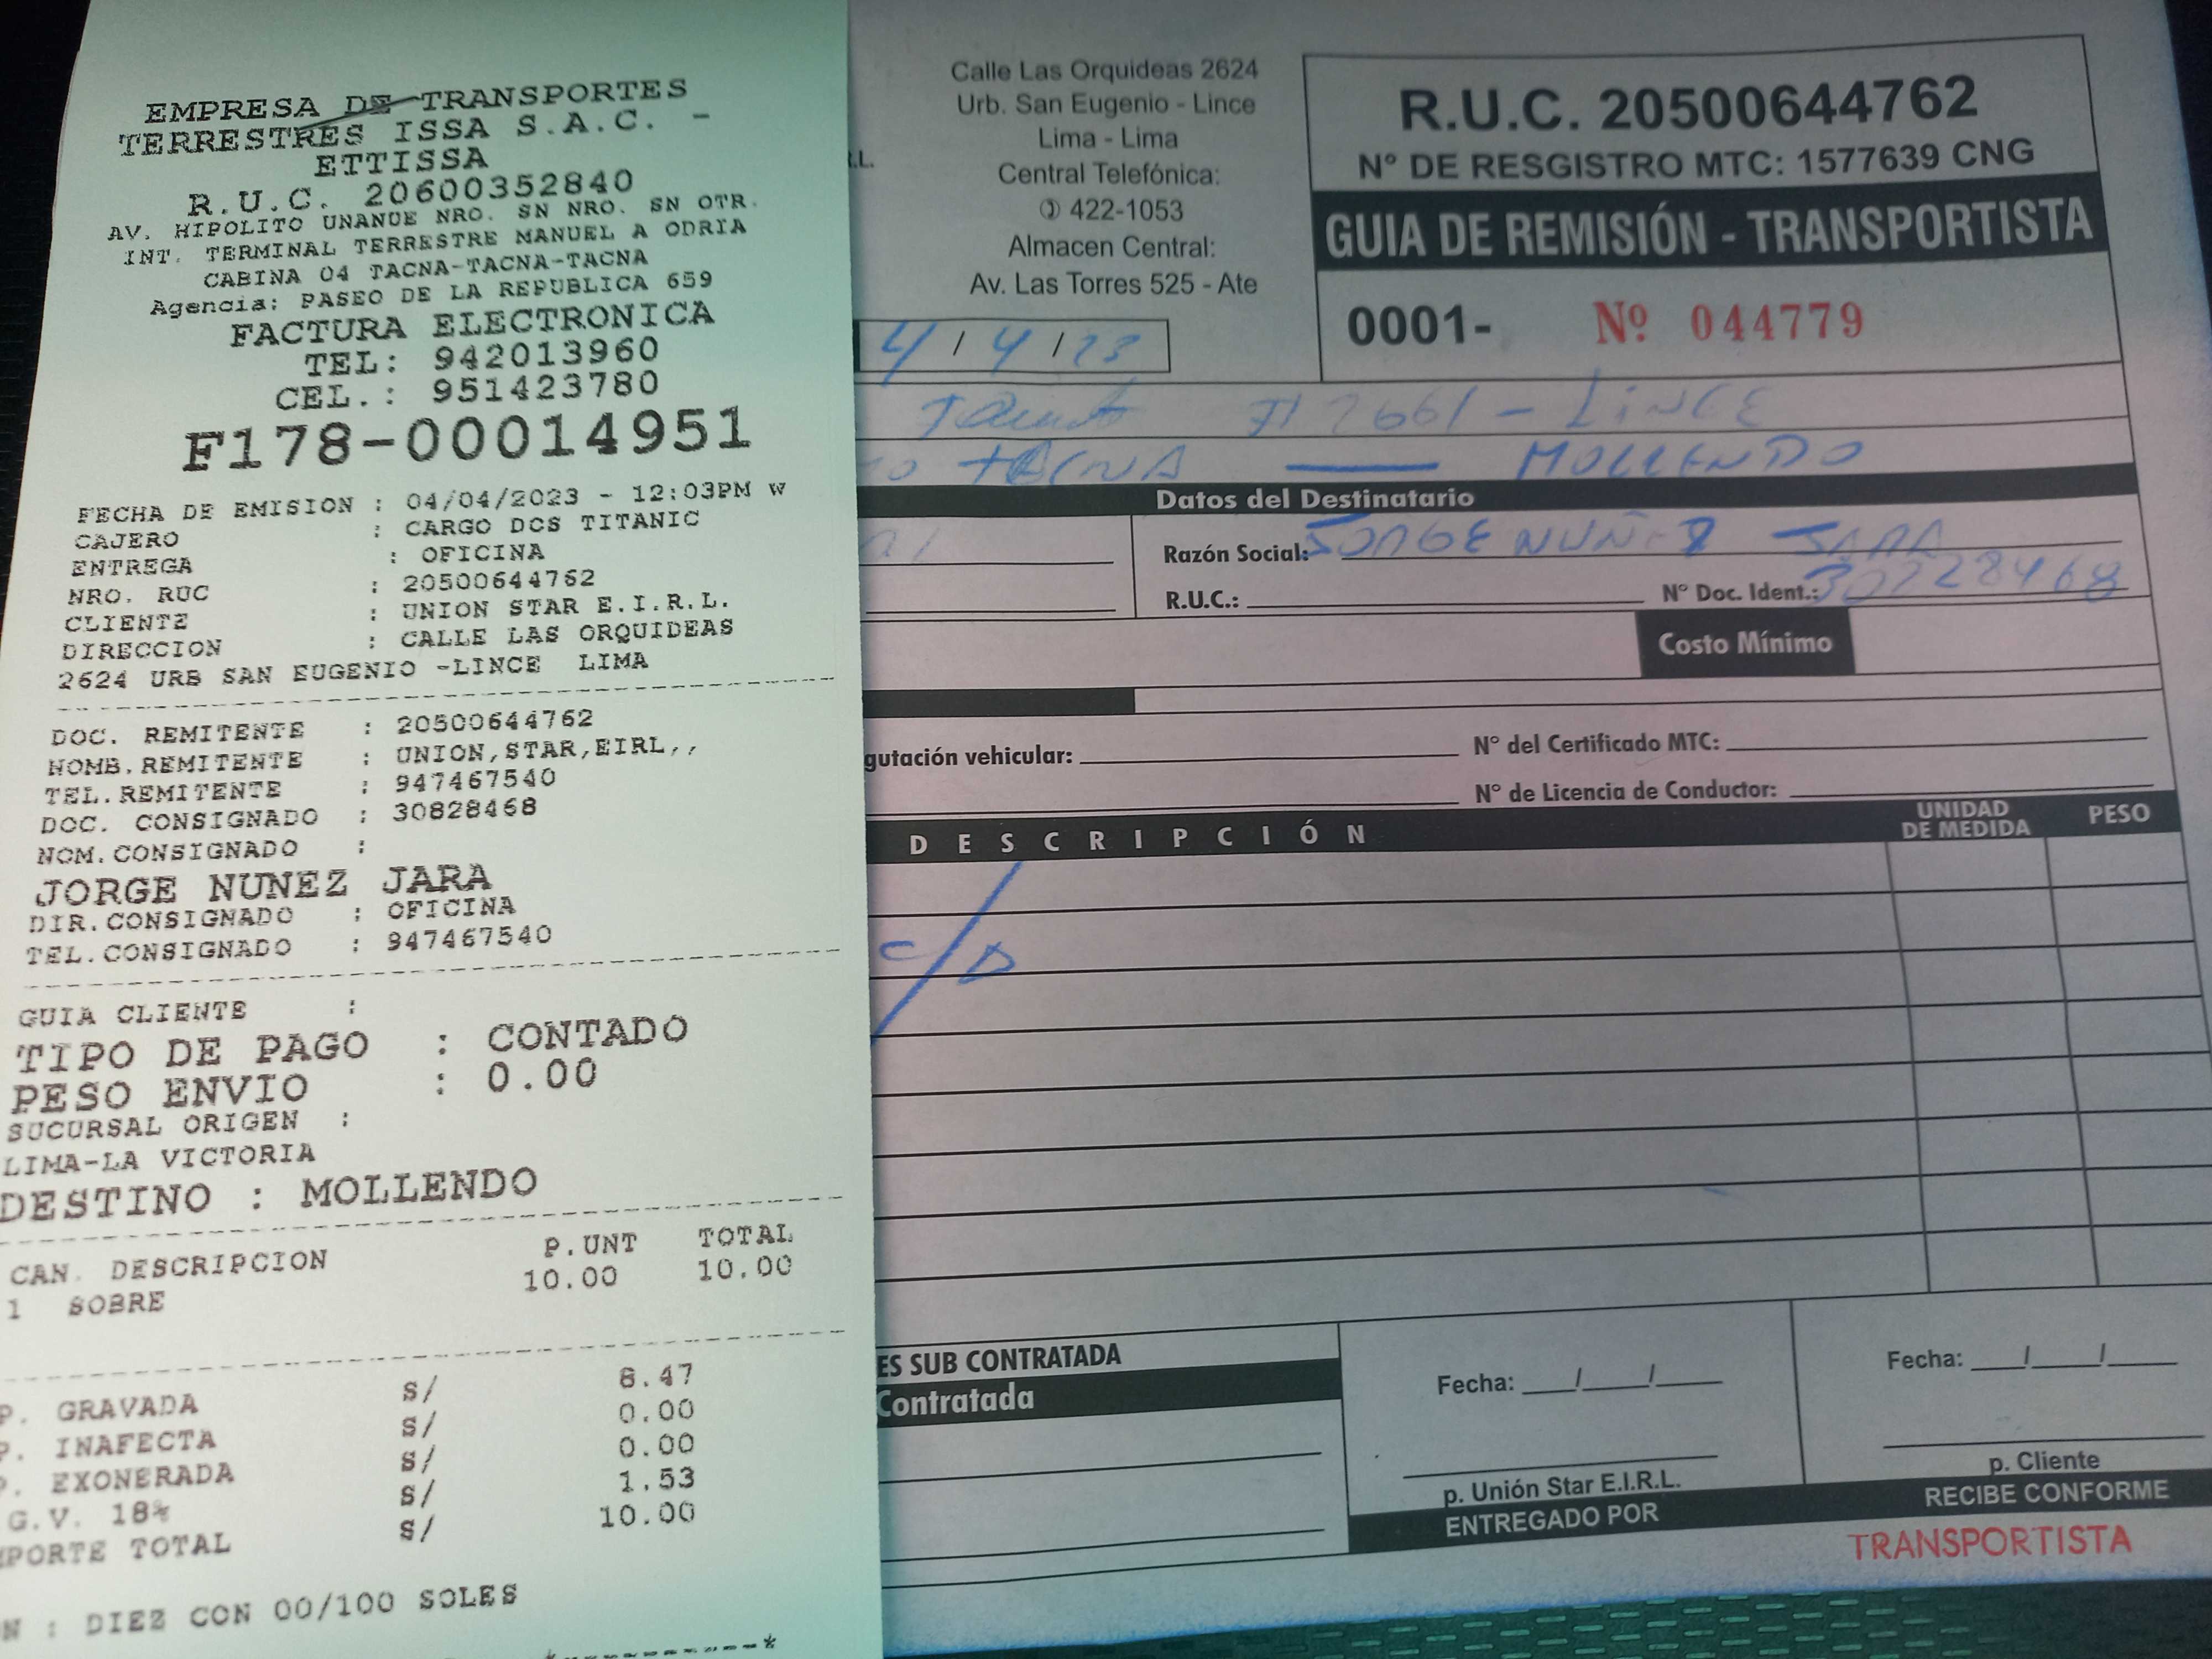 EMPRESA DE TRANSPORTES
TERRESTRES ISSA S.A.C. -
ETTISSA
R.U.C. 20600352840
AV. HIPOLITO UNANUE NRO. SN NRO. SN OTR.
INT. TERMINAL TERRESTRE MANUEL A ODRIA
CABINA 04 TACNA-TACNA-TACNA
Agencia: PASEO DE LA REPUBLICA 659
FACTURA ELECTRONICA
TEL: 942013960
CEL.: 951423780
F178-00014951
FECHA DE EMISION : 04/04/2023 - 12:03PM W
CAJERO : CARGO DOS TITANIC
ENTREGA : OFICINA
NRO. RUC : 20500644762
CLIENTE : UNION STAR E.I.R.L.
DIRECCION : CALLE LAS ORQUIDEAS
2624 URB SAN EUGENIO -LINCE LIMA
DOC. REMITENTE : 20500644762
NOMB.REMITENTE : UNION,STAR,EIRL,,
TEL.REMITENTE : 947467540
DOC. CONSIGNADO : 30828468
NOM.CONSIGNADO :
JORGE NUNEZ JARA
DIR.CONSIGNADO : OFICINA
TEL.CONSIGNADO : 947467540
GUIA CLIENTE :
TIPO DE PAGO : CONTADO
PESO ENVIO : 0.00
SUCURSAL ORIGEN :
LIMA-LA VICTORIA
DESTINO : MOLLENDO
CAN. DESCRIPCION P.UNT TOTAL
1 SOBRE 10.00 10.00
P. GRAVADA S/ 8.47
P. INAFECTA S/ 0.00
P. EXONERADA S/ 0.00
G.V. 18% S/ 1.53
MPORTE TOTAL S/ 10.00
N : DIEZ CON 00/100 SOLES
*----------*
Calle Las Orquideas 2624
Urb. San Eugenio - Lince
Lima - Lima
Central Telefónica:
422-1053
Almacen Central:
Av. Las Torres 525 - Ate
R.L.
R.U.C. 20500644762
N° DE RESGISTRO MTC: 1577639 CNG
GUIA DE REMISIÓN - TRANSPORTISTA
0001- Nº 044779
4/4/23
2661 - LINCE
TACNA — MOLLENDO
Datos del Destinatario
Razón Social: JORGE NUÑEZ JARA
R.U.C.: N° Doc. Ident.:
Costo Mínimo
gutación vehicular: N° del Certificado MTC:
N° de Licencia de Conductor:
DESCRIPCIÓN UNIDAD DE MEDIDA PESO
C/D
ES SUB CONTRATADA
Contratada
Fecha: / /
p. Unión Star E.I.R.L.
ENTREGADO POR
Fecha: / /
p. Cliente
RECIBE CONFORME
TRANSPORTISTA